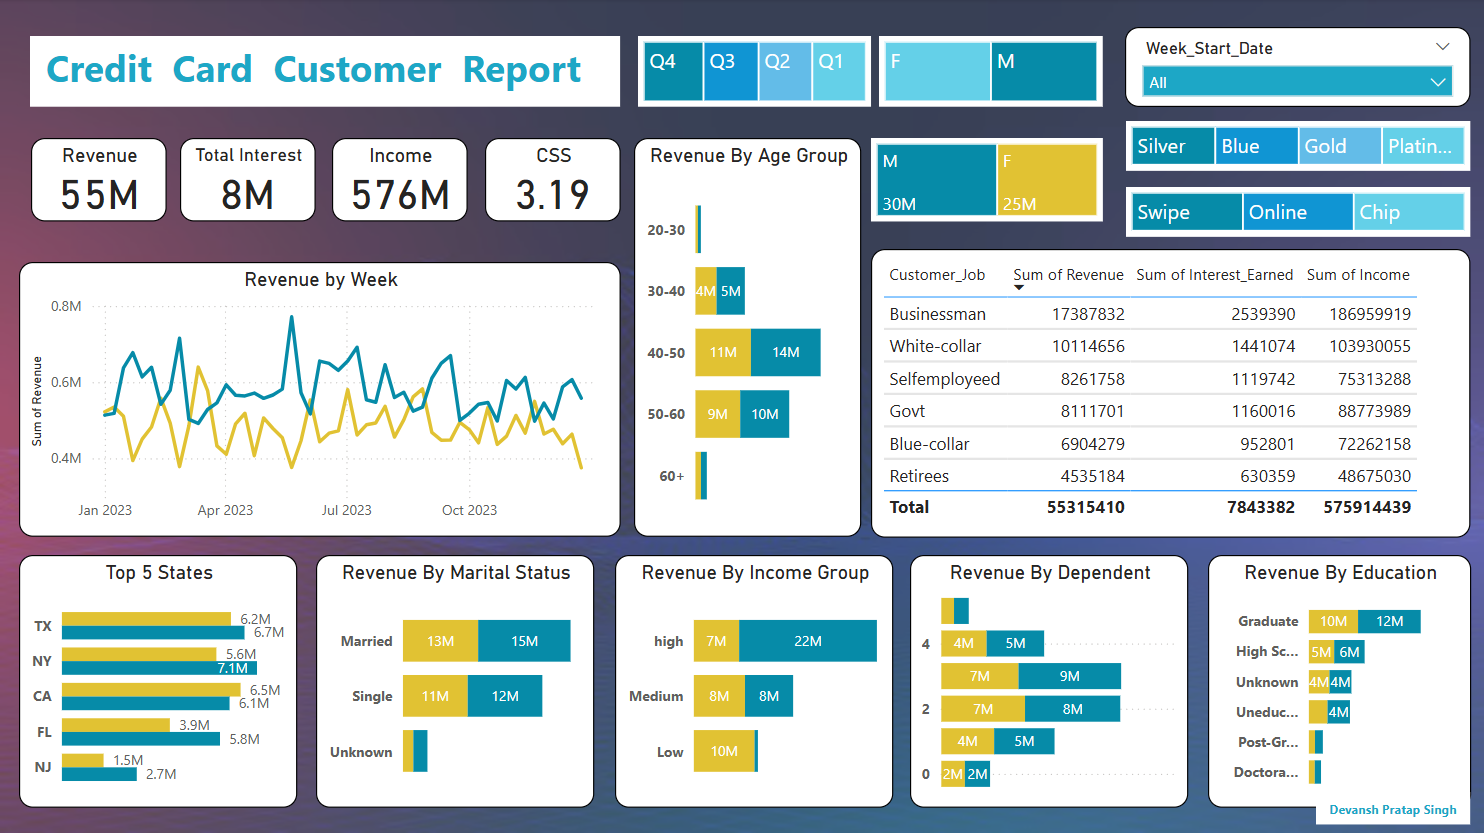 Credit Card Customer Report
Q4 Q3 Q2 Q1
F M
Week_Start_Date
All
Silver Blue Gold Platin...
Swipe Online Chip
Revenue
55M
Total Interest
8M
Income
576M
CSS
3.19
Revenue By Age Group
20-30
30-40 4M 5M
40-50 11M 14M
50-60 9M 10M
60+
M F
30M 25M
Revenue by Week
Sum of Revenue
0.8M
0.6M
0.4M
Jan 2023 Apr 2023 Jul 2023 Oct 2023
Customer_Job Sum of Revenue Sum of Interest_Earned Sum of Income
Businessman 17387832 2539390 186959919
White-collar 10114656 1441074 103930055
Selfemployeed 8261758 1119742 75313288
Govt 8111701 1160016 88773989
Blue-collar 6904279 952801 72262158
Retirees 4535184 630359 48675030
Total 55315410 7843382 575914439
Top 5 States
TX 6.2M
6.7M
NY 5.6M
7.1M
CA 6.5M
6.1M
FL 3.9M
5.8M
NJ 1.5M
2.7M
Revenue By Marital Status
Married 13M 15M
Single 11M 12M
Unknown
Revenue By Income Group
high 7M 22M
Medium 8M 8M
Low 10M
Revenue By Dependent
4 4M 5M
7M 9M
2 7M 8M
4M 5M
0 2M 2M
Revenue By Education
Graduate 10M 12M
High Sc... 5M 6M
Unknown 4M 4M
Uneduc... 4M
Post-Gr...
Doctora...
Devansh Pratap Singh